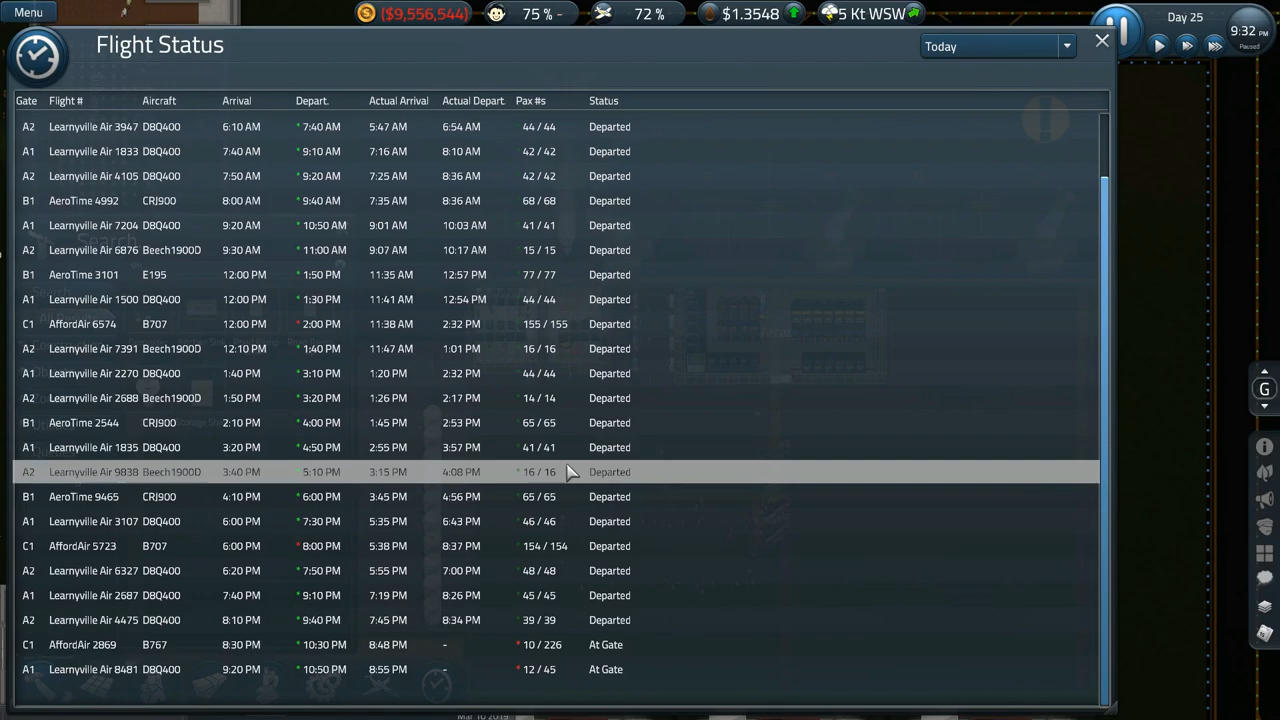 Menu
($9,556,544)
75 % -
72 %
$1.3548
5 Kt WSW
Day 25
9:32 PM
Paused
Flight Status
Today
Gate Flight # Aircraft Arrival Depart. Actual Arrival Actual Depart. Pax #s Status
A2 Learnyville Air 3947 D8Q400 6:10 AM 7:40 AM 5:47 AM 6:54 AM 44 / 44 Departed
A1 Learnyville Air 1833 D8Q400 7:40 AM 9:10 AM 7:16 AM 8:10 AM 42 / 42 Departed
A2 Learnyville Air 4105 D8Q400 7:50 AM 9:20 AM 7:25 AM 8:36 AM 42 / 42 Departed
B1 AeroTime 4992 CRJ900 8:00 AM 9:40 AM 7:35 AM 8:36 AM 68 / 68 Departed
A1 Learnyville Air 7204 D8Q400 9:20 AM 10:50 AM 9:01 AM 10:03 AM 41 / 41 Departed
A2 Learnyville Air 6876 Beech1900D 9:30 AM 11:00 AM 9:07 AM 10:17 AM 15 / 15 Departed
B1 AeroTime 3101 E195 12:00 PM 1:50 PM 11:35 AM 12:57 PM 77 / 77 Departed
A1 Learnyville Air 1500 D8Q400 12:00 PM 1:30 PM 11:41 AM 12:54 PM 44 / 44 Departed
C1 AffordAir 6574 B707 12:00 PM 2:00 PM 11:38 AM 2:32 PM 155 / 155 Departed
A2 Learnyville Air 7391 Beech1900D 12:10 PM 1:40 PM 11:47 AM 1:01 PM 16 / 16 Departed
A1 Learnyville Air 2270 D8Q400 1:40 PM 3:10 PM 1:20 PM 2:32 PM 44 / 44 Departed
A2 Learnyville Air 2688 Beech1900D 1:50 PM 3:20 PM 1:26 PM 2:17 PM 14 / 14 Departed
B1 AeroTime 2544 CRJ900 2:10 PM 4:00 PM 1:45 PM 2:53 PM 65 / 65 Departed
A1 Learnyville Air 1835 D8Q400 3:20 PM 4:50 PM 2:55 PM 3:57 PM 41 / 41 Departed
A2 Learnyville Air 9838 Beech1900D 3:40 PM 5:10 PM 3:15 PM 4:08 PM 16 / 16 Departed
B1 AeroTime 9465 CRJ900 4:10 PM 6:00 PM 3:45 PM 4:56 PM 65 / 65 Departed
A1 Learnyville Air 3107 D8Q400 6:00 PM 7:30 PM 5:35 PM 6:43 PM 46 / 46 Departed
C1 AffordAir 5723 B707 6:00 PM 8:00 PM 5:38 PM 8:37 PM 154 / 154 Departed
A2 Learnyville Air 6327 D8Q400 6:20 PM 7:50 PM 5:55 PM 7:00 PM 48 / 48 Departed
A1 Learnyville Air 2687 D8Q400 7:40 PM 9:10 PM 7:19 PM 8:26 PM 45 / 45 Departed
A2 Learnyville Air 4475 D8Q400 8:10 PM 9:40 PM 7:45 PM 8:34 PM 39 / 39 Departed
C1 AffordAir 2869 B767 8:30 PM 10:30 PM 8:48 PM - 10 / 226 At Gate
A1 Learnyville Air 8481 D8Q400 9:20 PM 10:50 PM 8:55 PM - 12 / 45 At Gate
G
Search